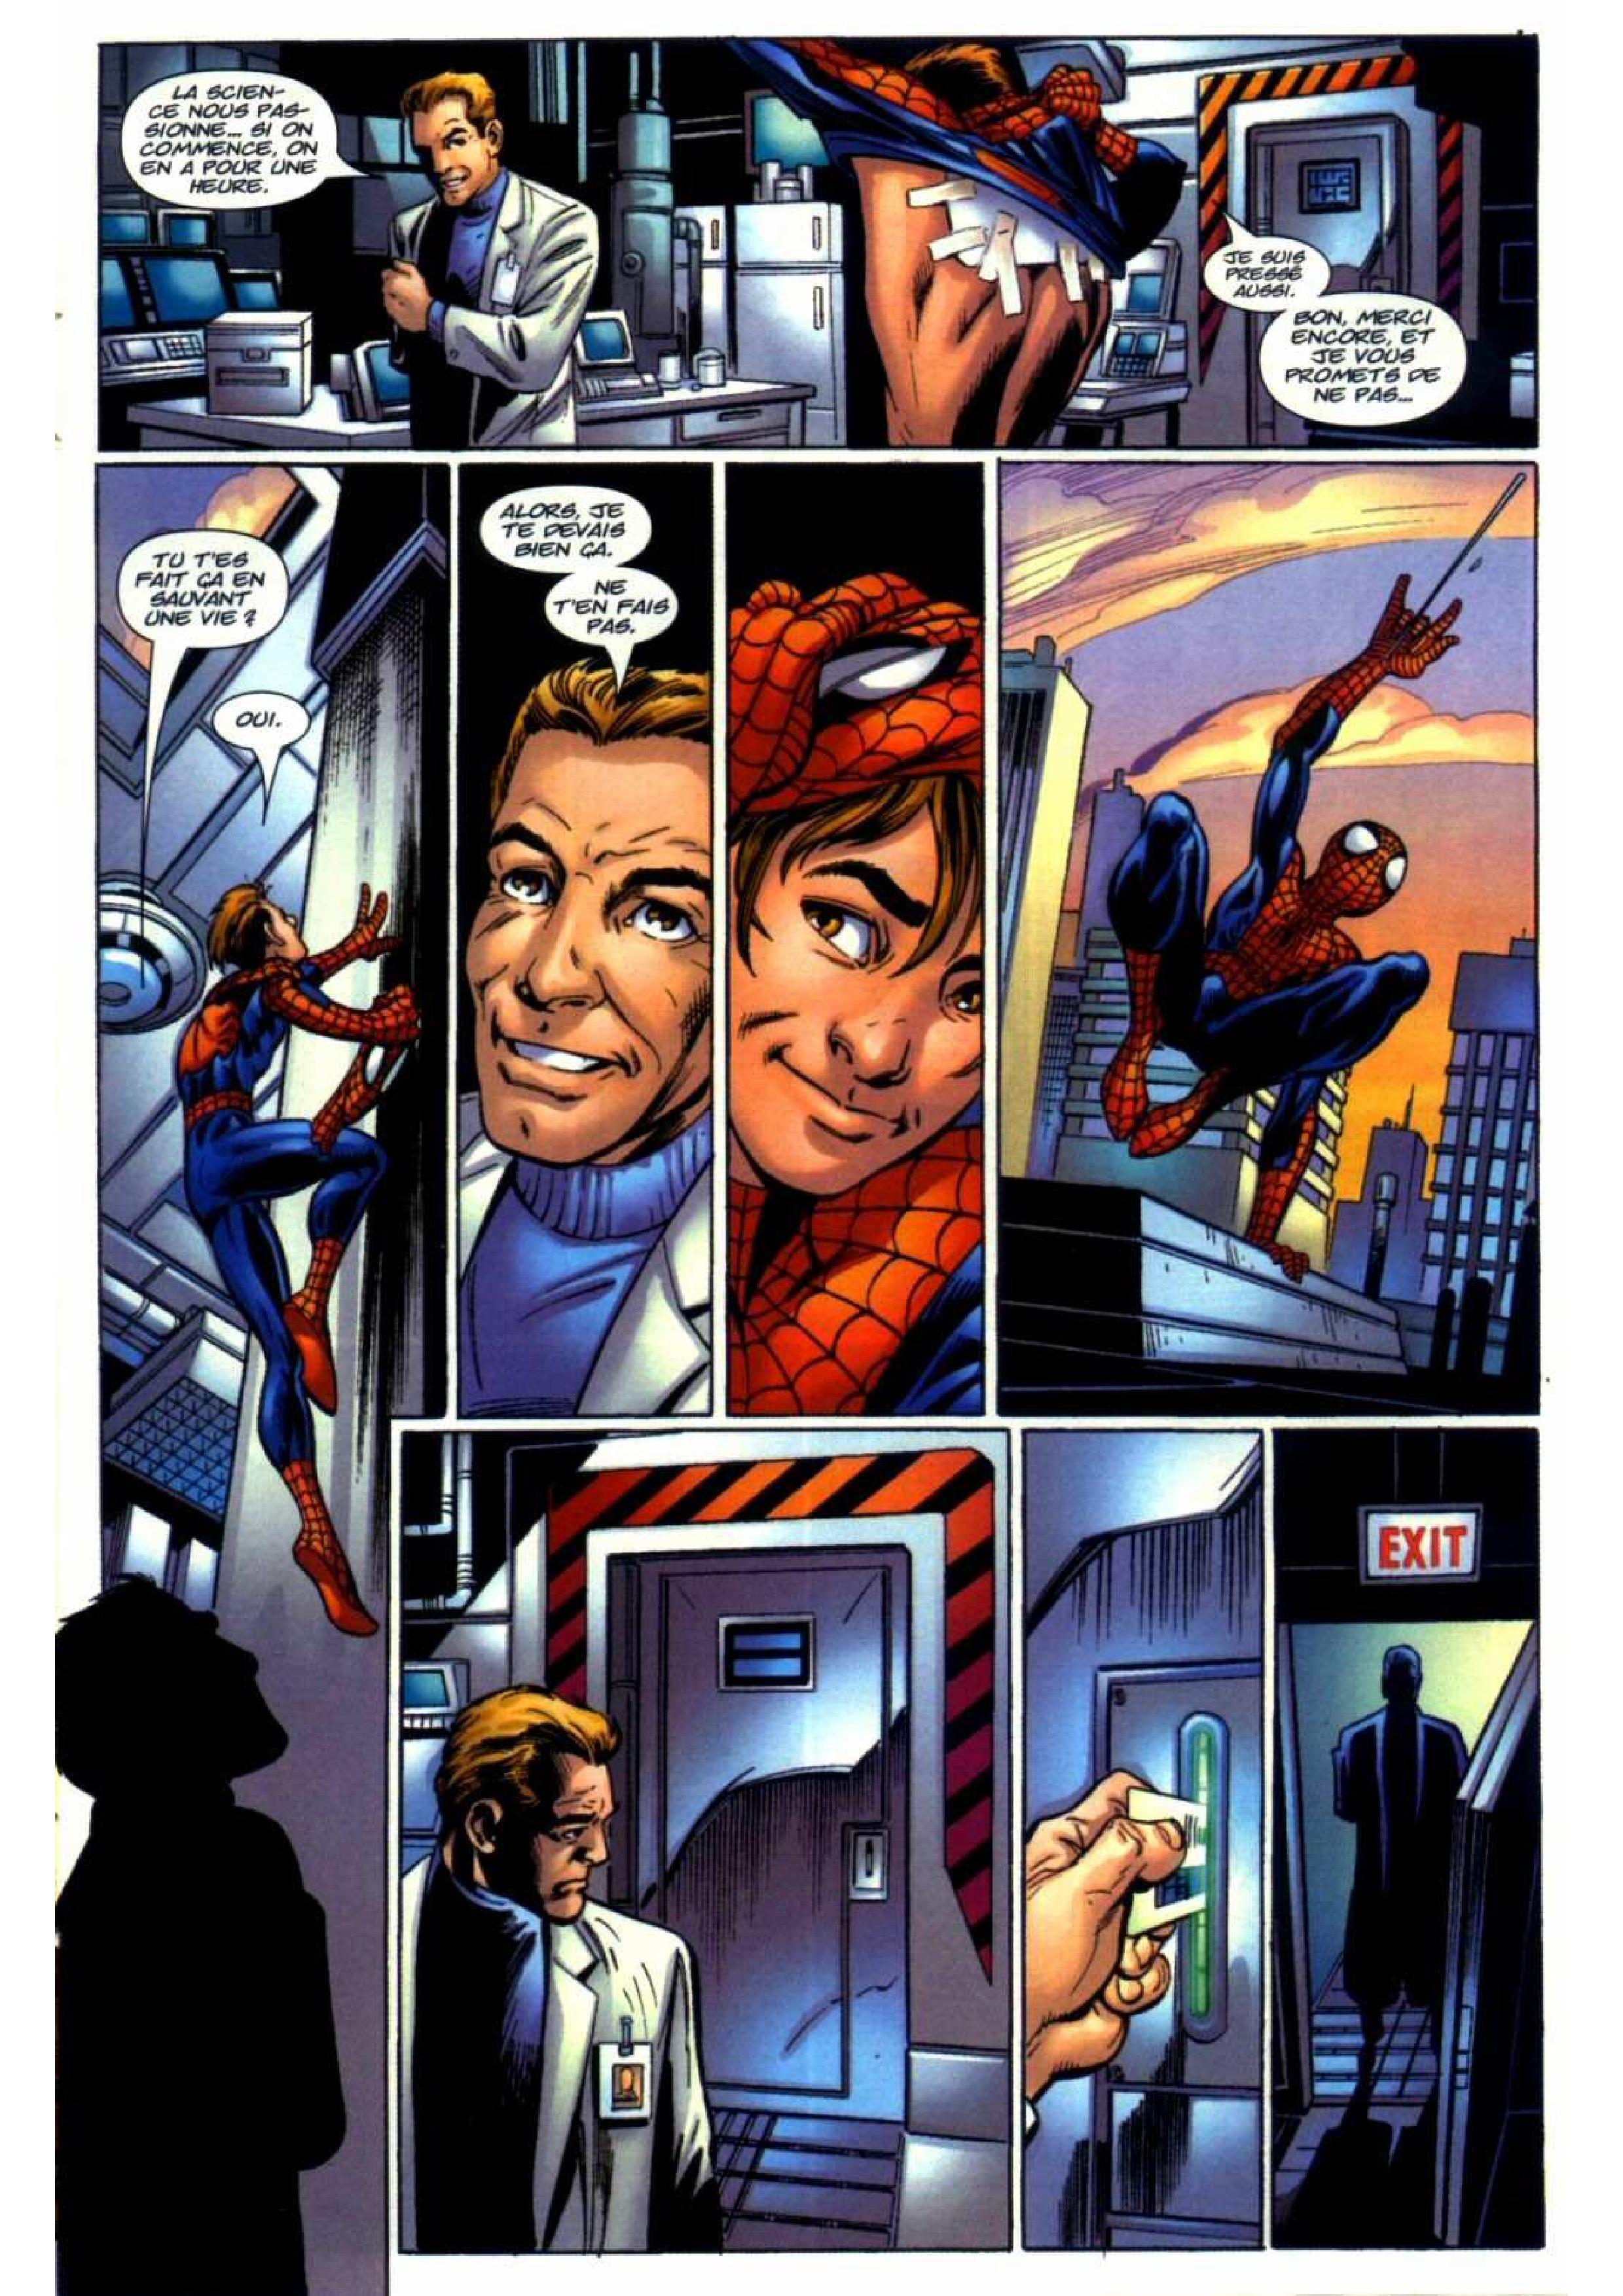 LA SCIEN-
CE NOUS PAS-
SIONNE... SI ON
COMMENCE, ON
EN A POUR UNE
HEURE.
JE SUIS
PRESSÉ
AUSSI.
BON, MERCI
ENCORE, ET
JE VOUS
PROMETS DE
NE PAS...
TU T'ES
FAIT ÇA EN
SAUVANT
UNE VIE ?
OUI.
ALORS, JE
TE DEVAIS
BIEN ÇA.
NE
T'EN FAIS
PAS.
EXIT